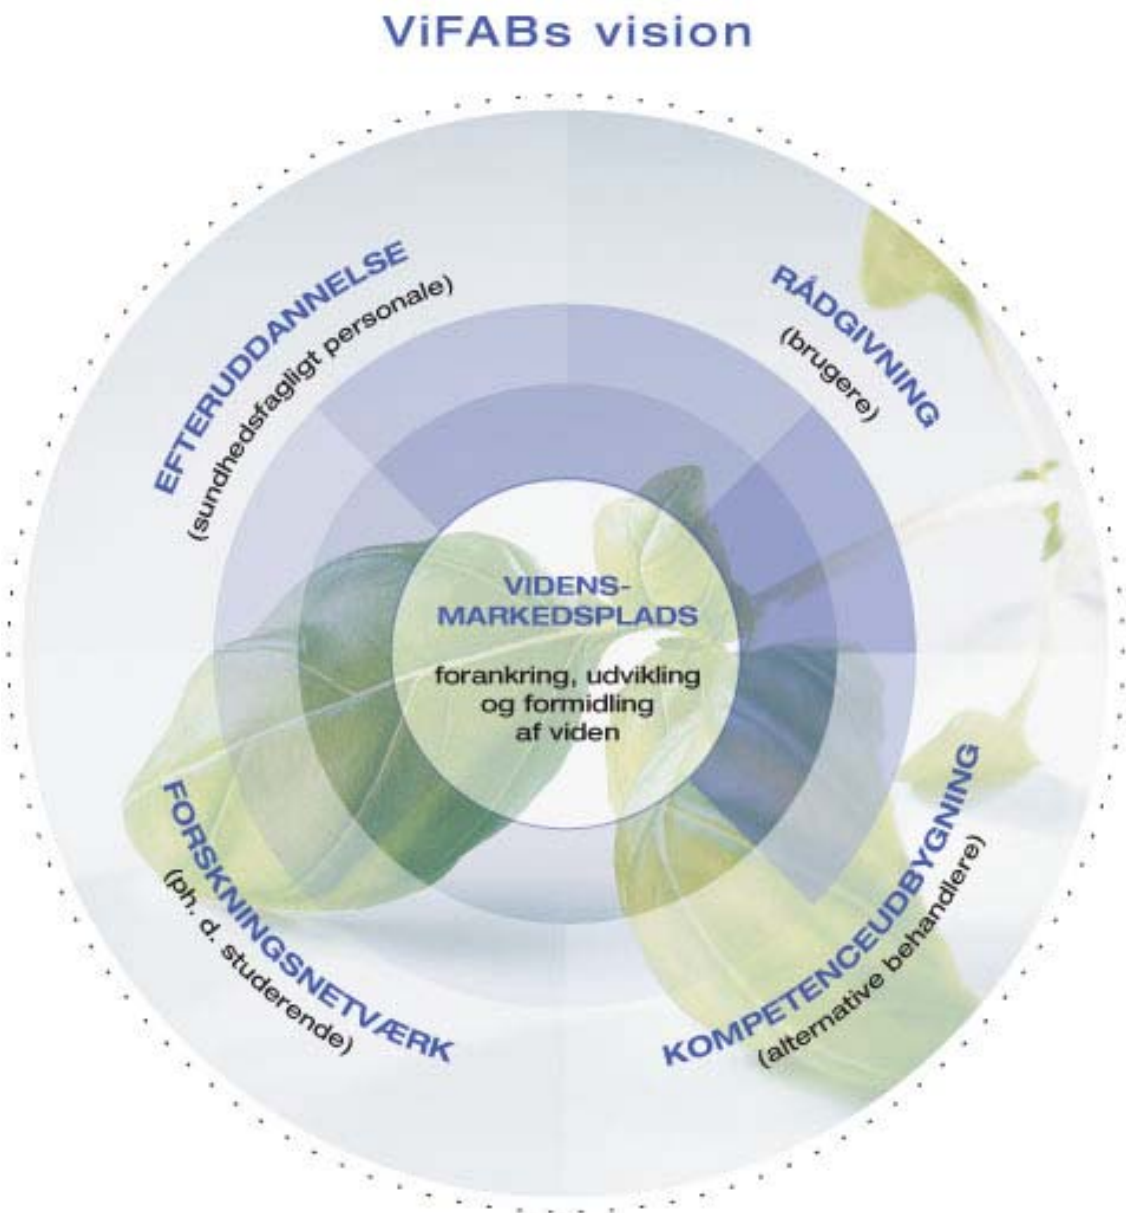 ViFABs vision
EFTERUDDANNELSE
(sundhedsfagligt personale)
RÅDGIVNING
(brugere)
VIDENS-
MARKEDSPLADS
forankring, udvikling
og formidling
af viden
FORSKNINGSNETVÆRK
(ph. d. studerende)
KOMPETENCEUDBYGNING
(alternative behandlere)